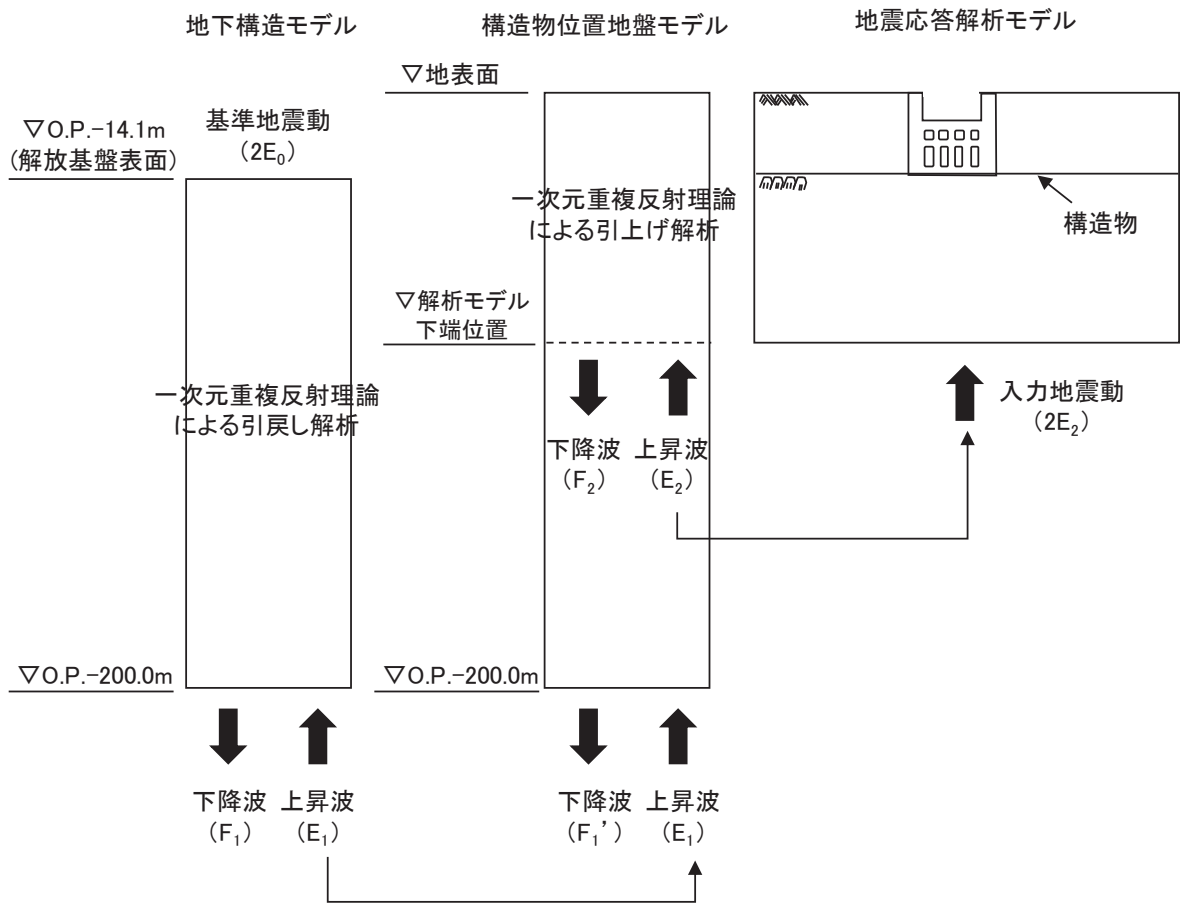 地下構造モデル
▽O.P.-14.1m
(解放基盤表面)
基準地震動
(2E₀)
一次元重複反射理論
による引戻し解析
▽O.P.-200.0m
下降波
(F₁)
上昇波
(E₁)
構造物位置地盤モデル
▽地表面
一次元重複反射理論
による引上げ解析
▽解析モデル
下端位置
下降波
(F₂)
上昇波
(E₂)
▽O.P.-200.0m
下降波
(F₁’)
上昇波
(E₁)
地震応答解析モデル
構造物
入力地震動
(2E₂)